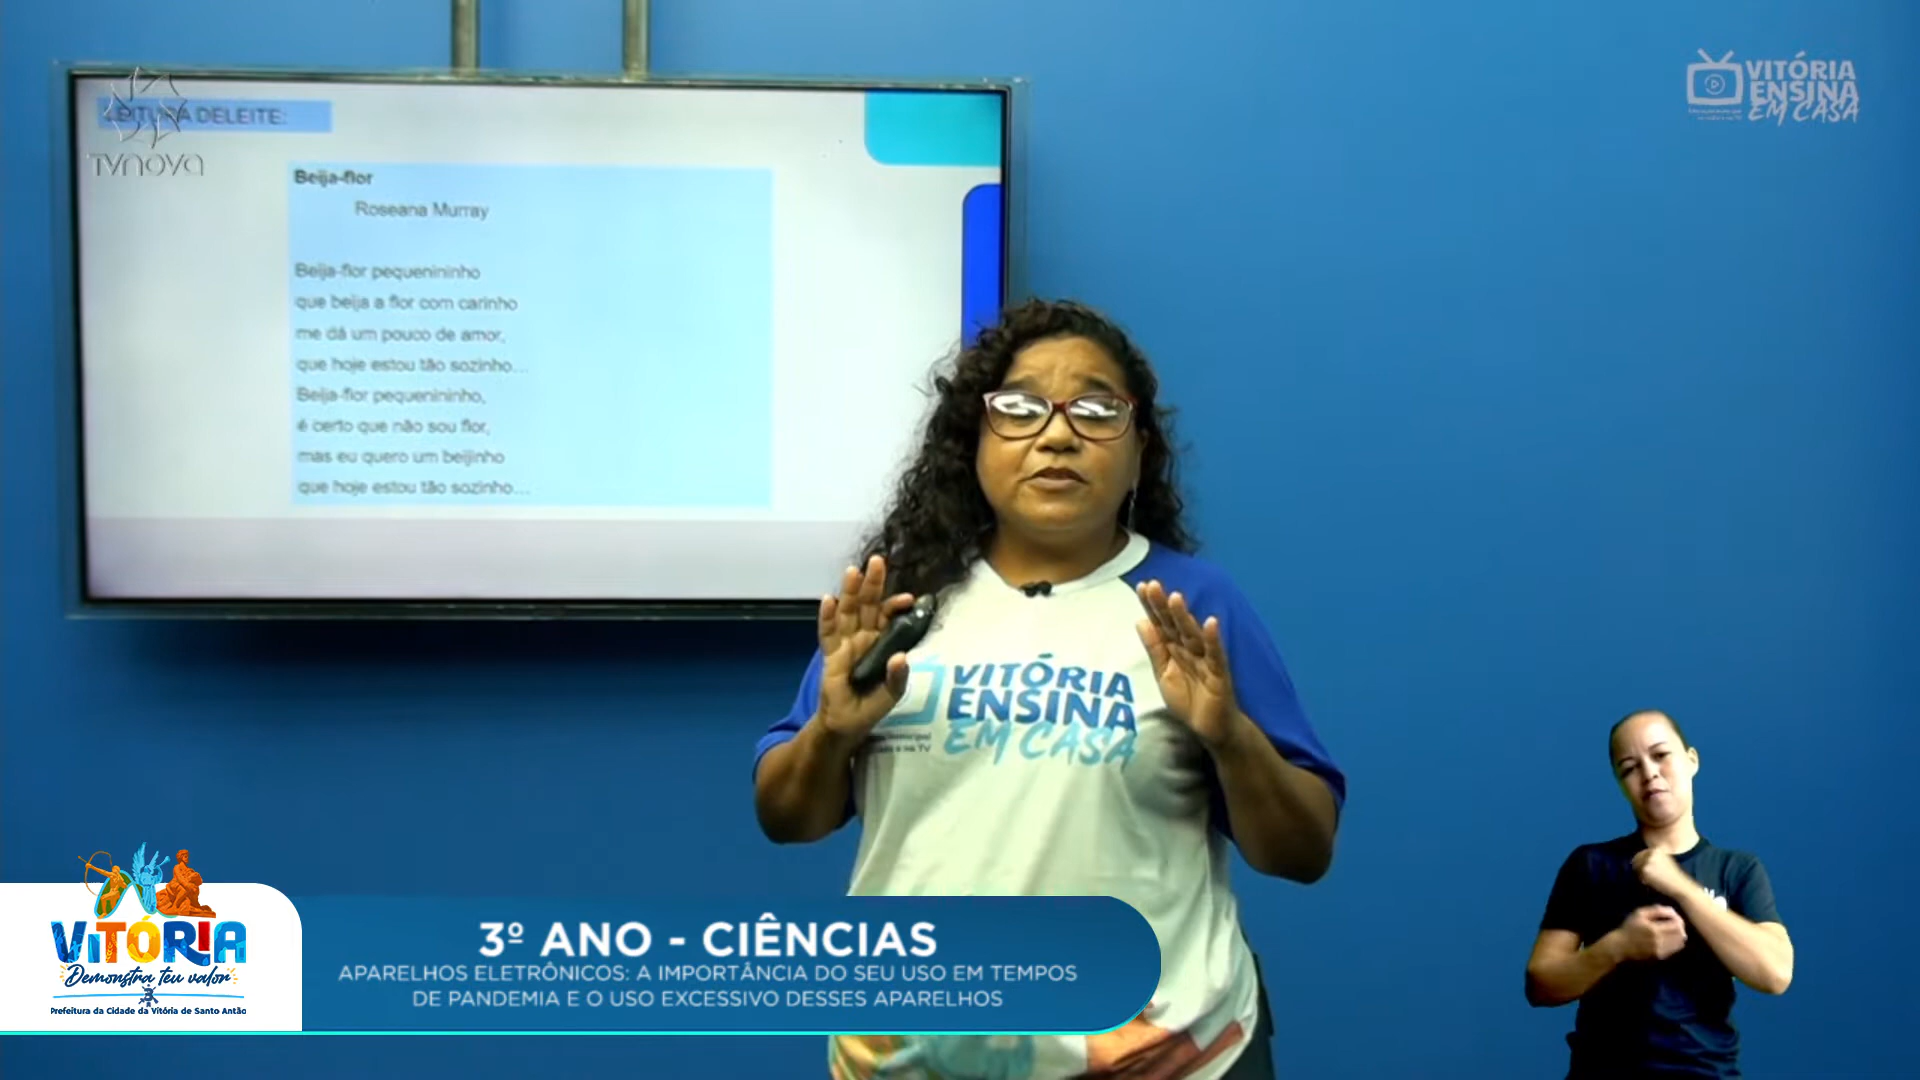 LEITURA DELEITE:
TVNOVA
Beija-flor
Roseana Murray
Beija-flor pequenininho
que beija a flor com carinho
me dá um pouco de amor,
que hoje estou tão sozinho...
Beija-flor pequenininho,
é certo que não sou flor,
mas eu quero um beijinho
que hoje estou tão sozinho...
VITÓRIA
ENSINA
EM CASA
VITÓRIA
ENSINA
EM CASA
VITÓRIA
Demonstra teu valor
Prefeitura da Cidade da Vitória de Santo Antão
3º ANO - CIÊNCIAS
APARELHOS ELETRÔNICOS: A IMPORTÂNCIA DO SEU USO EM TEMPOS
DE PANDEMIA E O USO EXCESSIVO DESSES APARELHOS